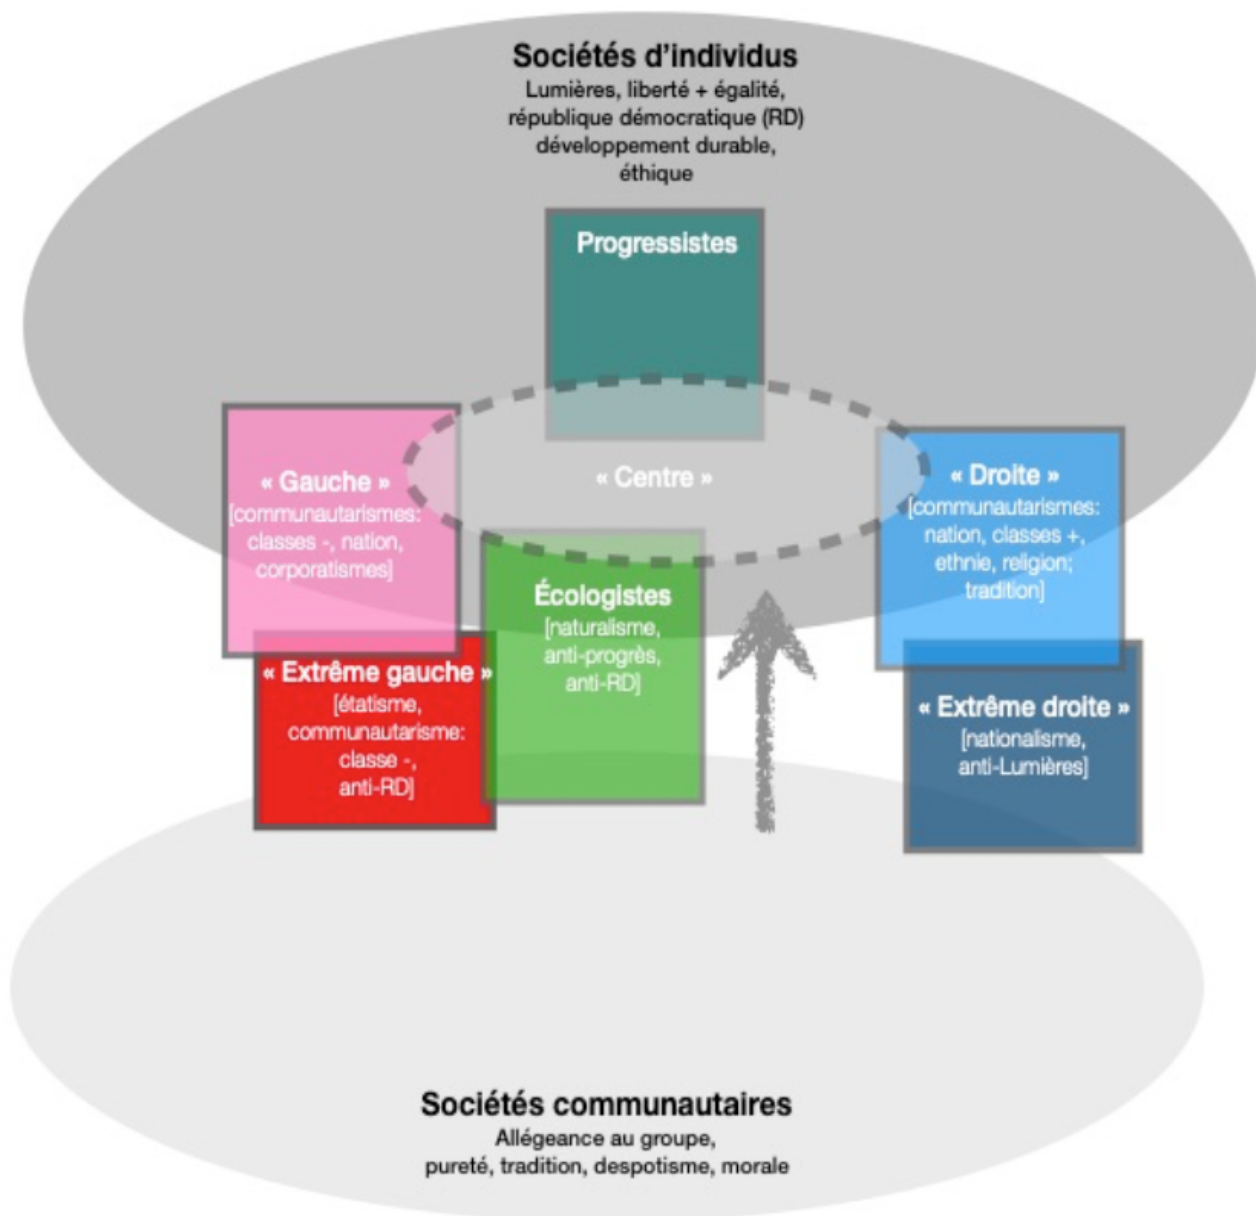 Sociétés d'individus
Lumières, liberté + égalité,
république démocratique (RD)
développement durable,
éthique
Progressistes
« Gauche »
[communautarismes:
classes -, nation,
corporatismes]
« Centre »
« Droite »
[communautarismes:
nation, classes +,
ethnie, religion;
tradition]
Écologistes
[naturalisme,
anti-progrès,
anti-RD]
« Extrême gauche »
[étatisme,
communautarisme:
classe -,
anti-RD]
« Extrême droite »
[nationalisme,
anti-Lumières]
Sociétés communautaires
Allégeance au groupe,
pureté, tradition, despotisme, morale